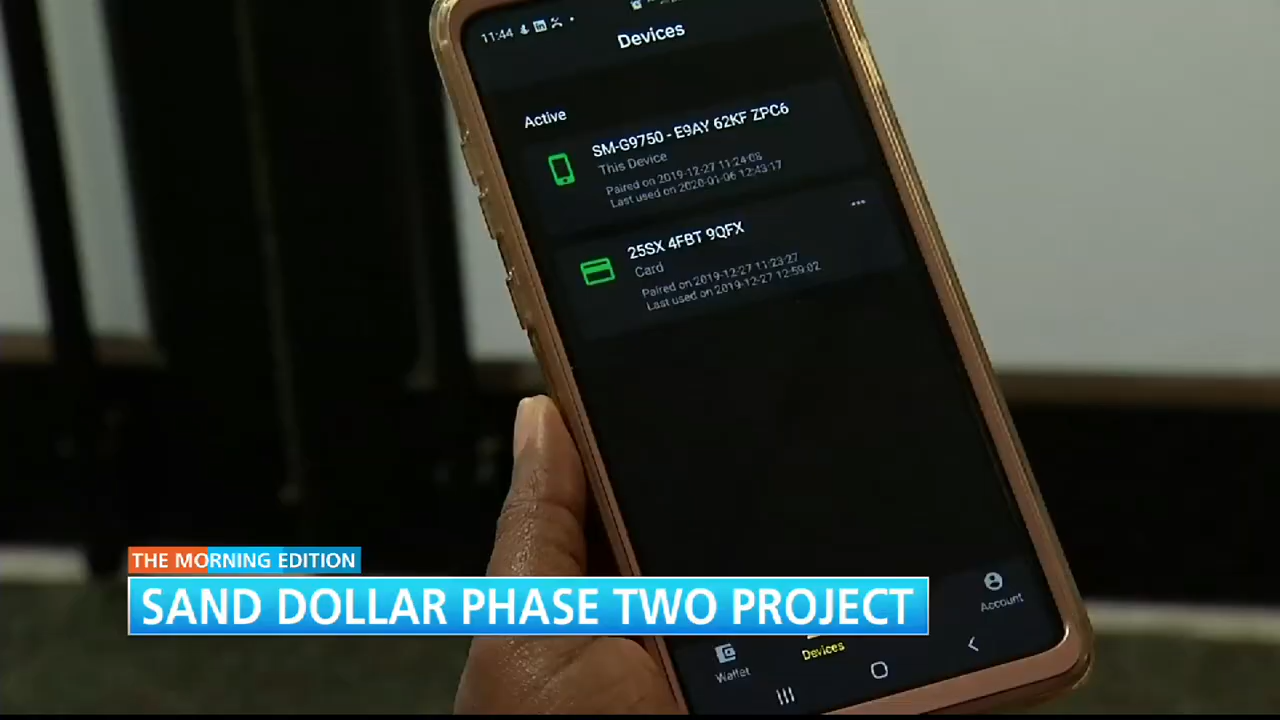 11:44
Devices
Active
SM-G9750 - E9AY 62KF ZPC6
This Device
Paired on 2019-12-27 11:24:08
Last used on 2020-01-06 12:43:17
25SX 4FBT 9QFX
Card
Paired on 2019-12-27 11:23:27
Last used on 2019-12-27 12:59:02
THE MORNING EDITION
SAND DOLLAR PHASE TWO PROJECT
Wallet
Devices
Account